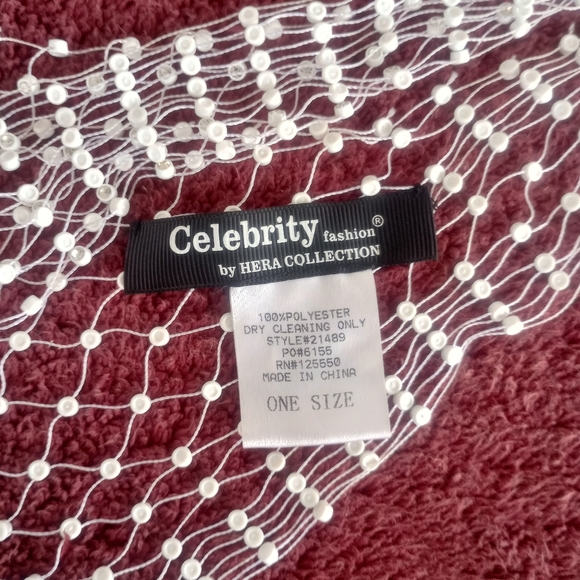 Celebrity fashion ®
by HERA COLLECTION
100%POLYESTER
DRY CLEANING ONLY
STYLE#21489
PO#6155
RN#125550
MADE IN CHINA
ONE SIZE